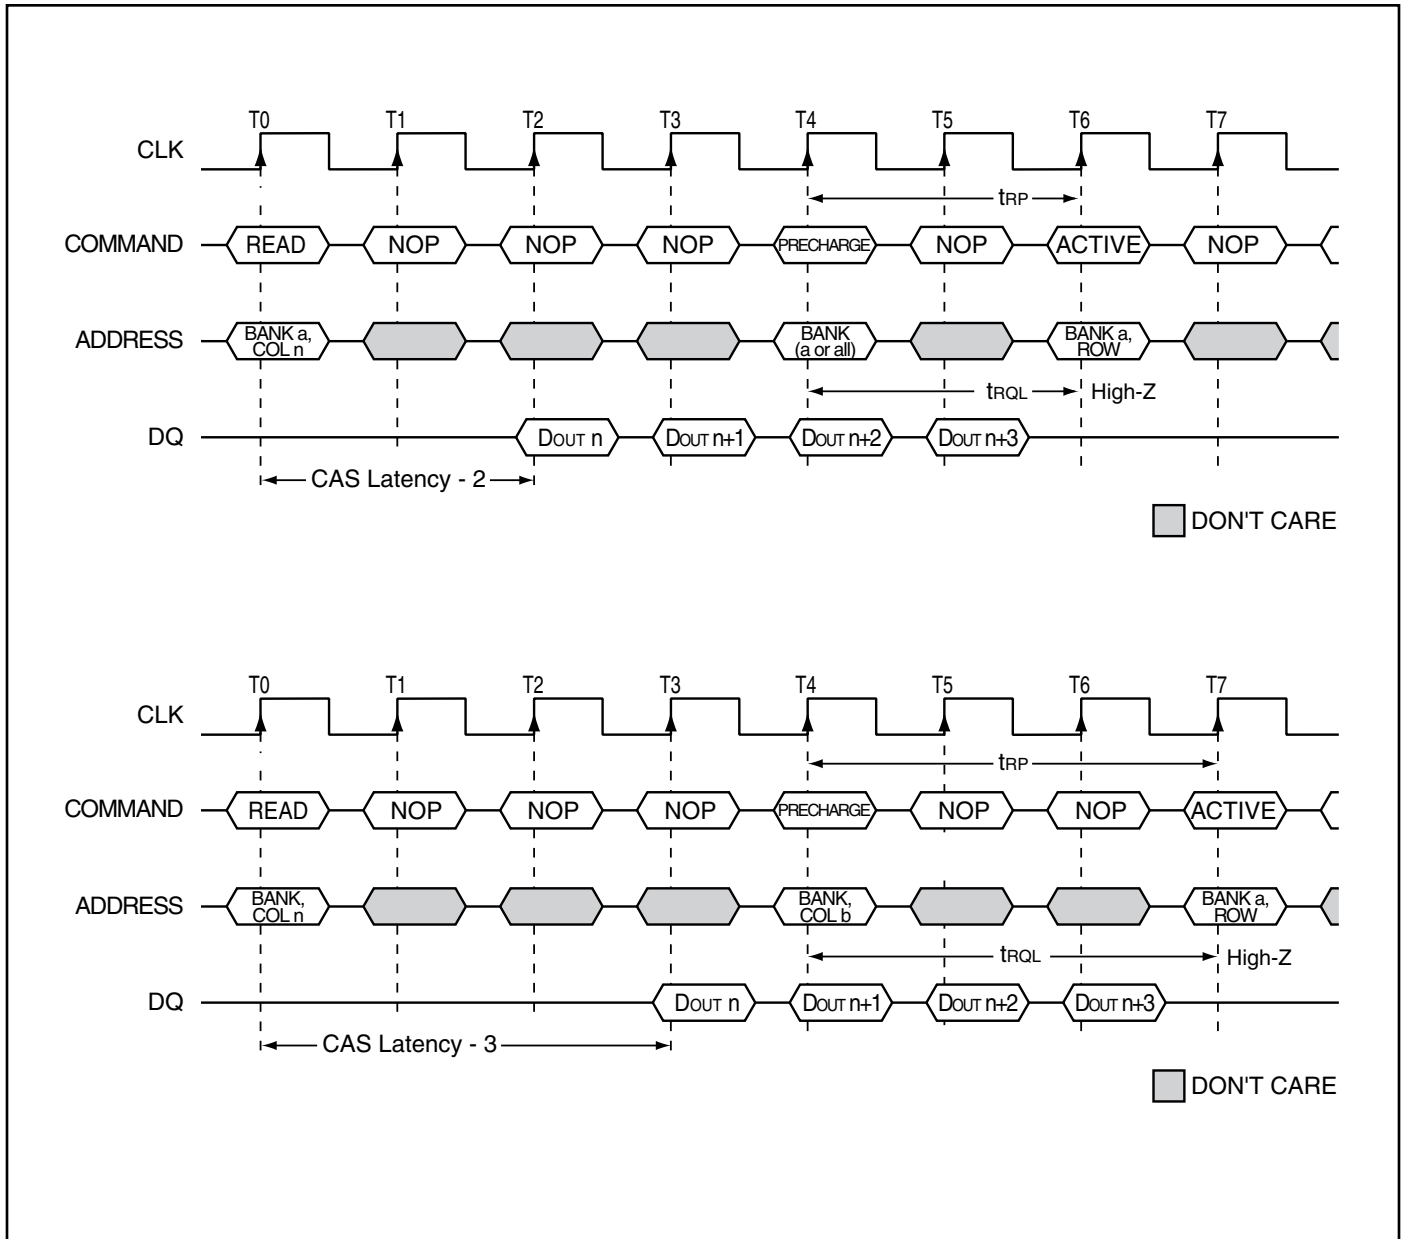 T0 T1 T2 T3 T4 T5 T6 T7
CLK
tRP
COMMAND READ NOP NOP NOP PRECHARGE NOP ACTIVE NOP
ADDRESS BANK a, COL n BANK (a or all) BANK a, ROW
tRQL High-Z
DQ DOUT n DOUT n+1 DOUT n+2 DOUT n+3
CAS Latency - 2
DON'T CARE
T0 T1 T2 T3 T4 T5 T6 T7
CLK
tRP
COMMAND READ NOP NOP NOP PRECHARGE NOP NOP ACTIVE
ADDRESS BANK, COL n BANK, COL b BANK a, ROW
tRQL High-Z
DQ DOUT n DOUT n+1 DOUT n+2 DOUT n+3
CAS Latency - 3
DON'T CARE